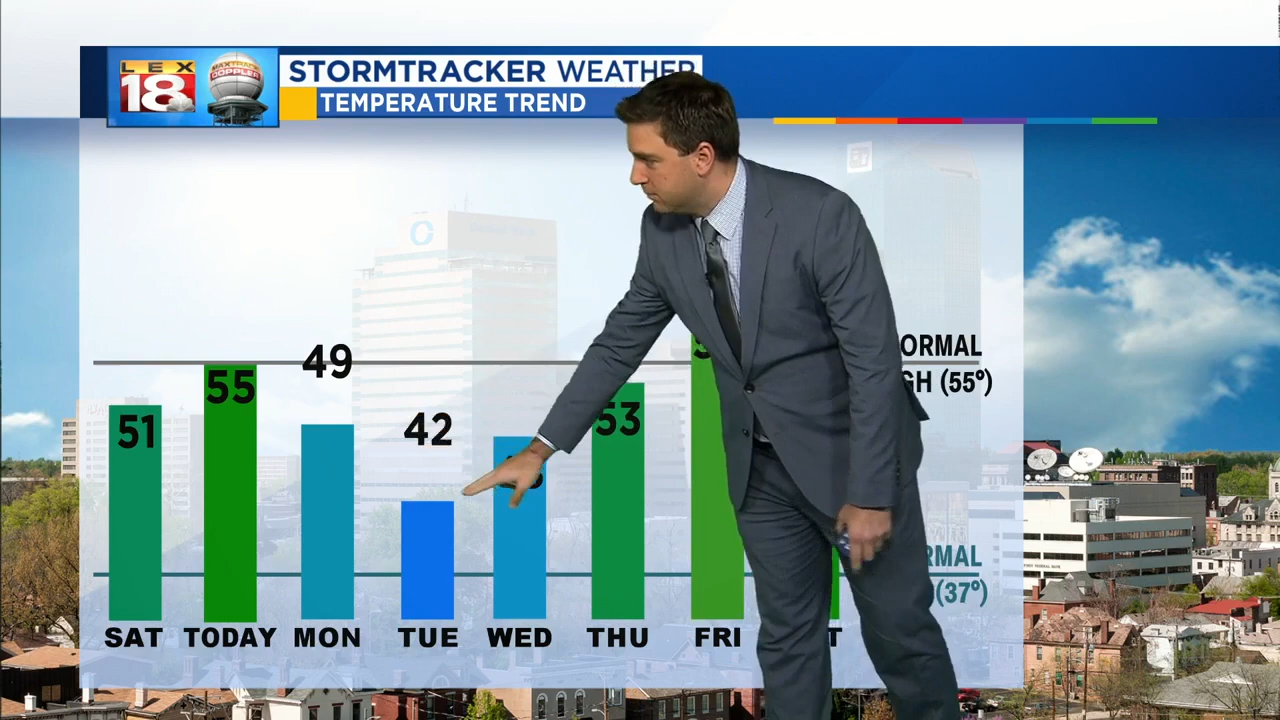 LEX
18
MAXTRACK
DOPPLER
STORMTRACKER WEATHER
TEMPERATURE TREND
49
55
51
42
53
ORMAL
GH (55°)
RMAL
(37°)
SAT TODAY MON TUE WED THU FRI T